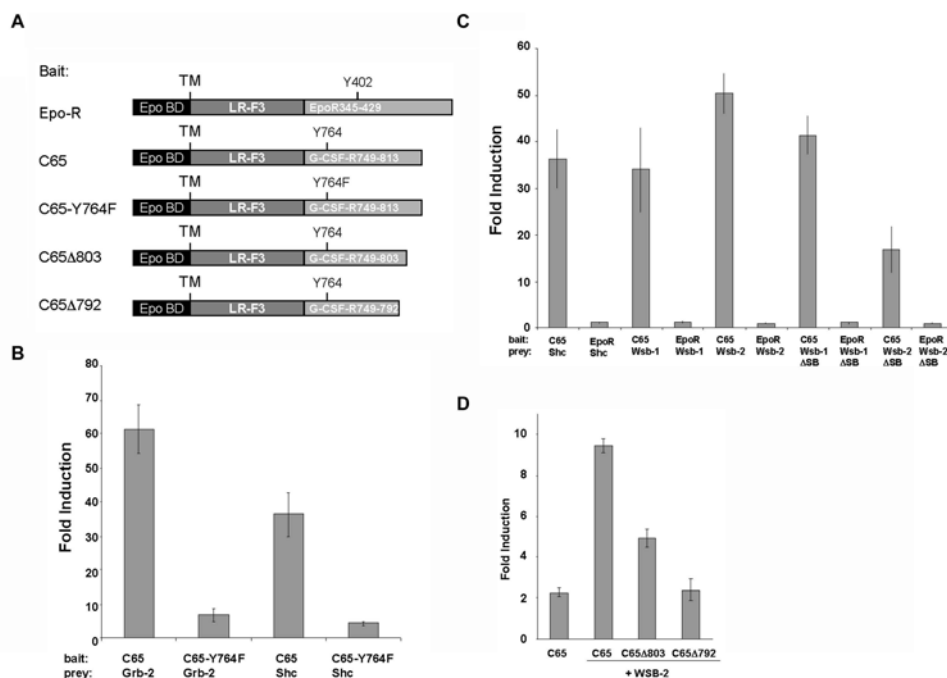 A
Bait:
TM
Y402
Epo-R
Epo BD
LR-F3
EpoR345-429
TM
Y764
C65
Epo BD
LR-F3
G-CSF-R749-813
TM
Y764F
C65-Y764F
Epo BD
LR-F3
G-CSF-R749-813
TM
Y764
C65Δ803
Epo BD
LR-F3
G-CSF-R749-803
TM
Y764
C65Δ792
Epo BD
LR-F3
G-CSF-R749-792
B
Fold Induction
80
70
60
50
40
30
20
10
0
bait: C65 C65-Y764F C65 C65-Y764F
prey: Grb-2 Grb-2 Shc Shc
C
Fold Induction
60
50
40
30
20
10
0
bait: C65 EpoR C65 EpoR C65 EpoR C65 EpoR C65 EpoR
prey: Shc Shc Wsb-1 Wsb-1 Wsb-2 Wsb-2 Wsb-1 Wsb-1 Wsb-2 Wsb-2
ΔSB ΔSB ΔSB ΔSB
D
Fold Induction
10
8
6
4
2
0
C65 C65 C65Δ803 C65Δ792
+ WSB-2